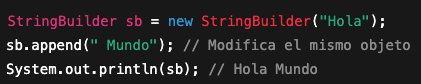 StringBuilder sb = new StringBuilder("Hola");
sb.append(" Mundo"); // Modifica el mismo objeto
System.out.println(sb); // Hola Mundo